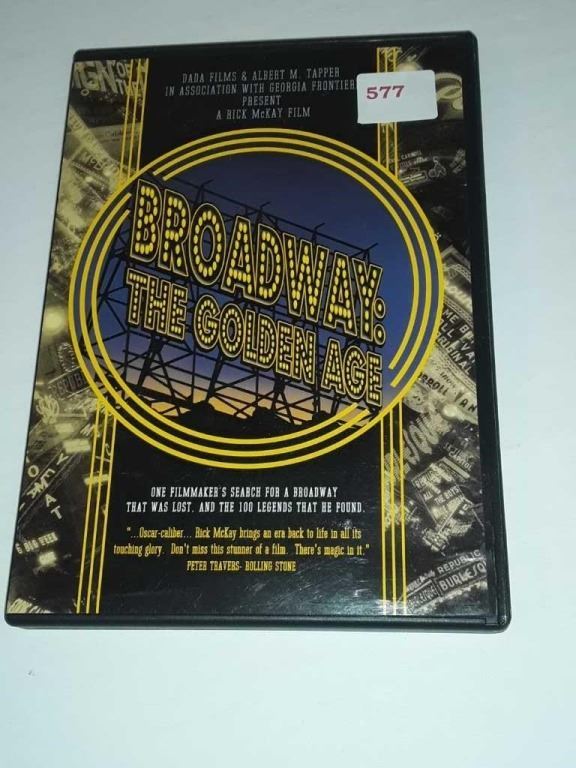 DADA FILMS & ALBERT M. TAPPER
IN ASSOCIATION WITH GEORGIA FRONTIERE
PRESENT
A RICK McKAY FILM
577
BROADWAY:
THE GOLDEN AGE
ONE FILMMAKER'S SEARCH FOR A BROADWAY
THAT WAS LOST, AND THE 100 LEGENDS THAT HE FOUND.
"...Oscar-caliber... Rick McKay brings an era back to life in all its
touching glory. Don't miss this stunner of a film. There's magic in it."
PETER TRAVERS- ROLLING STONE
REPUBLIC